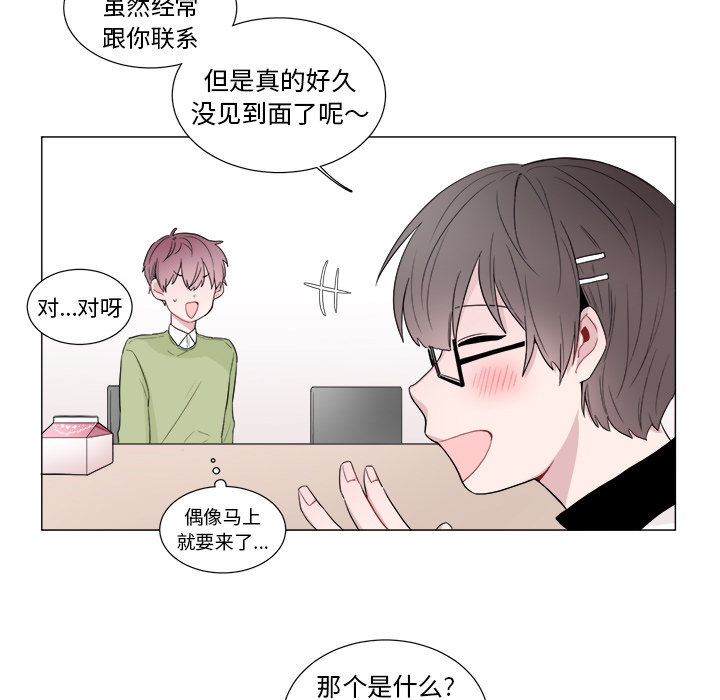 虽然经常
跟你联系
但是真的好久
没见到面了呢～
对...对呀
偶像马上
就要来了...
那个是什么?